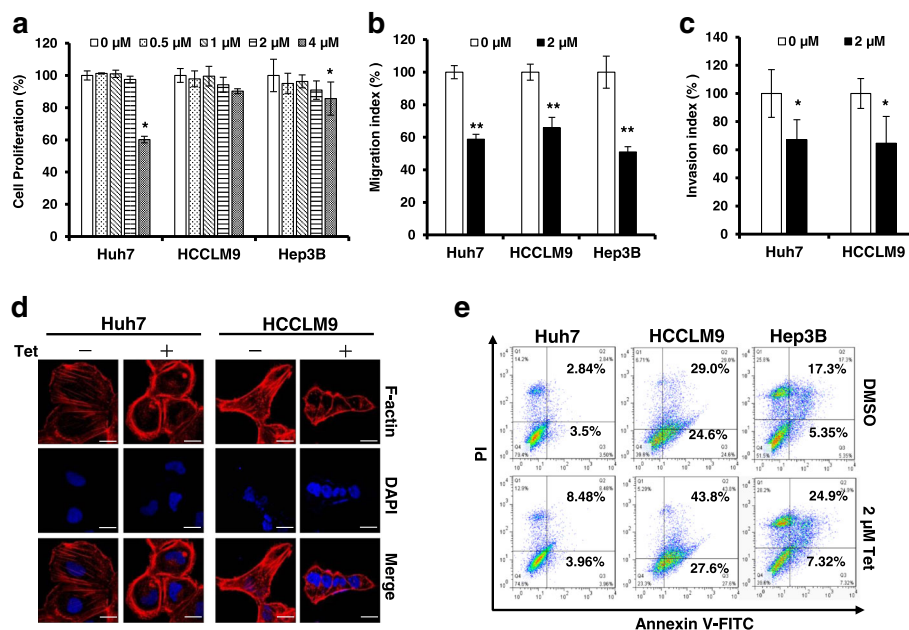 a
0 µM 0.5 µM 1 µM 2 µM 4 µM
Cell Proliferation (%)
120
100
80
60
40
20
0
*
*
Huh7 HCCLM9 Hep3B
b
0 µM 2 µM
Migration index (% )
120
100
80
60
40
20
0
**
**
**
Huh7 HCCLM9 Hep3B
c
0 µM 2 µM
Invasion index (% )
140
120
100
80
60
40
20
0
*
*
Huh7 HCCLM9
d
Huh7 HCCLM9
Tet − + − +
F-actin
DAPI
Merge
e
Huh7 HCCLM9 Hep3B
2.84% 29.0% 17.3%
3.5% 24.6% 5.35%
DMSO
8.48% 43.8% 24.9%
3.96% 27.6% 7.32%
2 µM Tet
PI
Annexin V-FITC